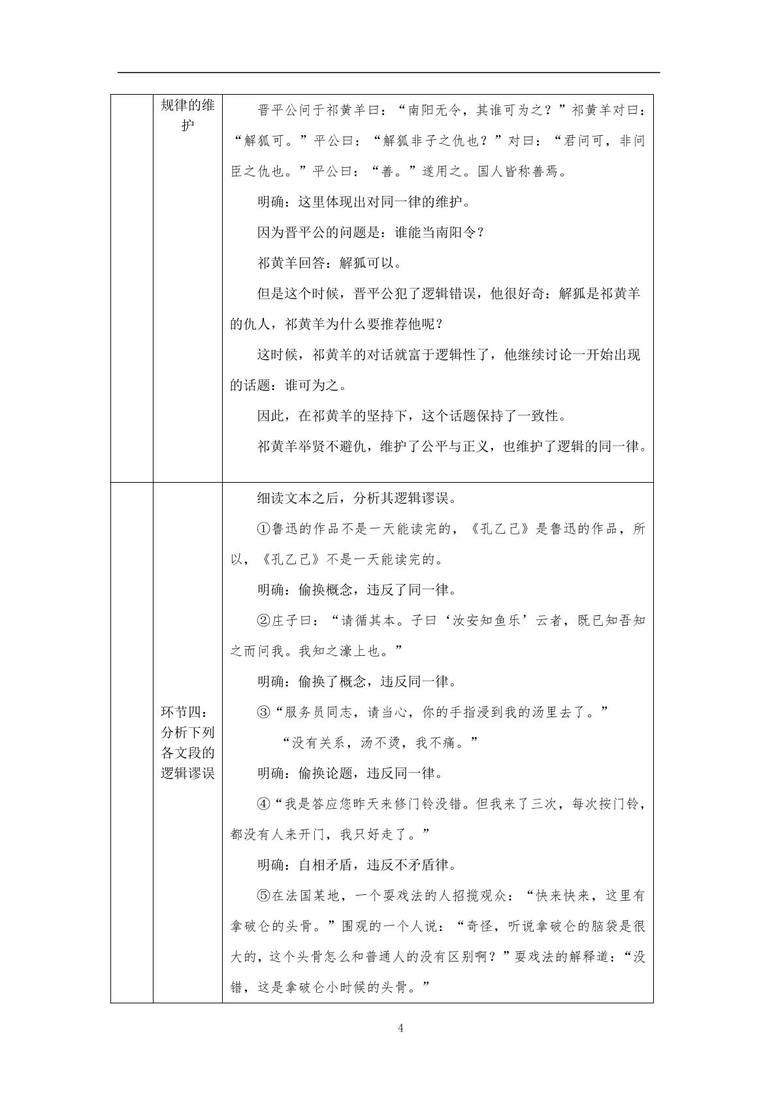 规律的维
护
晋平公问于祁黄羊曰：“南阳无令，其谁可为之？”祁黄羊对曰：
“解狐可。”平公曰：“解狐非子之仇也？”对曰：“君问可，非问
臣之仇也。”平公曰：“善。”遂用之。国人皆称善焉。
明确：这里体现出对同一律的维护。
因为晋平公的问题是：谁能当南阳令？
祁黄羊回答：解狐可以。
但是这个时候，晋平公犯了逻辑错误，他很好奇：解狐是祁黄羊
的仇人，祁黄羊为什么要推荐他呢？
这时候，祁黄羊的对话就富于逻辑性了，他继续讨论一开始出现
的话题：谁可为之。
因此，在祁黄羊的坚持下，这个话题保持了一致性。
祁黄羊举贤不避仇，维护了公平与正义，也维护了逻辑的同一律。
环节四：
分析下列
各文段的
逻辑谬误
细读文本之后，分析其逻辑谬误。
①鲁迅的作品不是一天能读完的，《孔乙己》是鲁迅的作品，所
以，《孔乙己》不是一天能读完的。
明确：偷换概念，违反了同一律。
②庄子曰：“请循其本。子曰‘汝安知鱼乐’云者，既已知吾知
之而问我。我知之濠上也。”
明确：偷换了概念，违反同一律。
③“服务员同志，请当心，你的手指浸到我的汤里去了。”
“没有关系，汤不烫，我不痛。”
明确：偷换论题，违反同一律。
④“我是答应您昨天来修门铃没错。但我来了三次，每次按门铃，
都没有人来开门，我只好走了。”
明确：自相矛盾，违反不矛盾律。
⑤在法国某地，一个耍戏法的人招揽观众：“快来快来，这里有
拿破仑的头骨。”围观的一个人说：“奇怪，听说拿破仑的脑袋是很
大的，这个头骨怎么和普通人的没有区别啊？”耍戏法的解释道：“没
错，这是拿破仑小时候的头骨。”
4